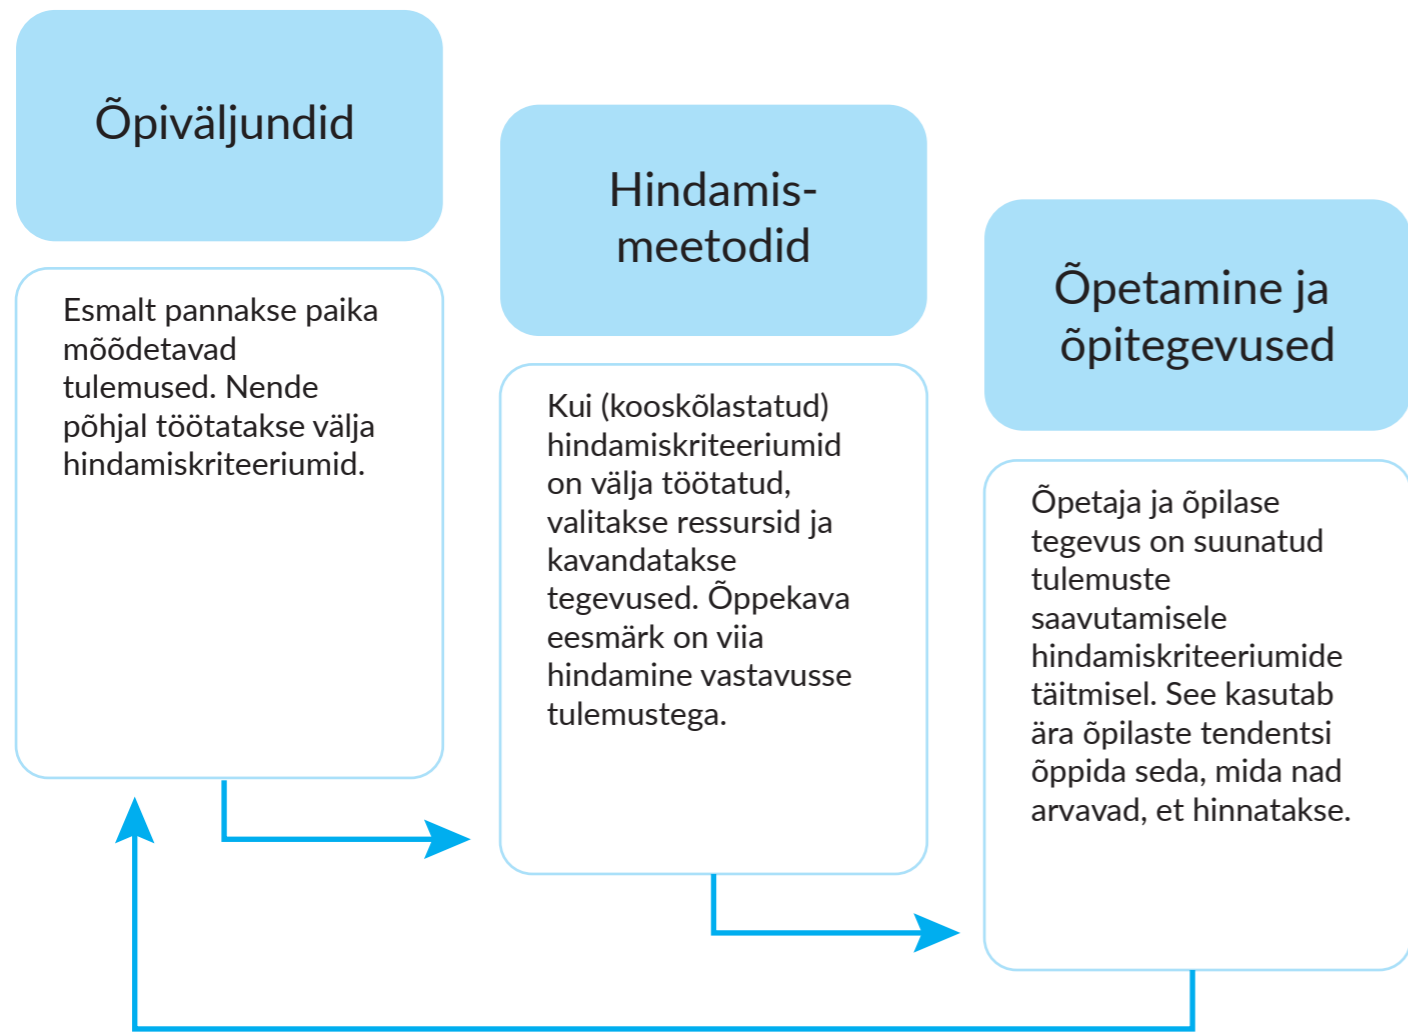 Õpiväljundid
Esmalt pannakse paika
mõõdetavad
tulemused. Nende
põhjal töötatakse välja
hindamiskriteeriumid.
Hindamis-
meetodid
Kui (kooskõlastatud)
hindamiskriteeriumid
on välja töötatud,
valitakse ressursid ja
kavandatakse
tegevused. Õppekava
eesmärk on viia
hindamine vastavusse
tulemustega.
Õpetamine ja
õpitegevused
Õpetaja ja õpilase
tegevus on suunatud
tulemuste
saavutamisele
hindamiskriteeriumide
täitmisel. See kasutab
ära õpilaste tendentsi
õppida seda, mida nad
arvavad, et hinnatakse.